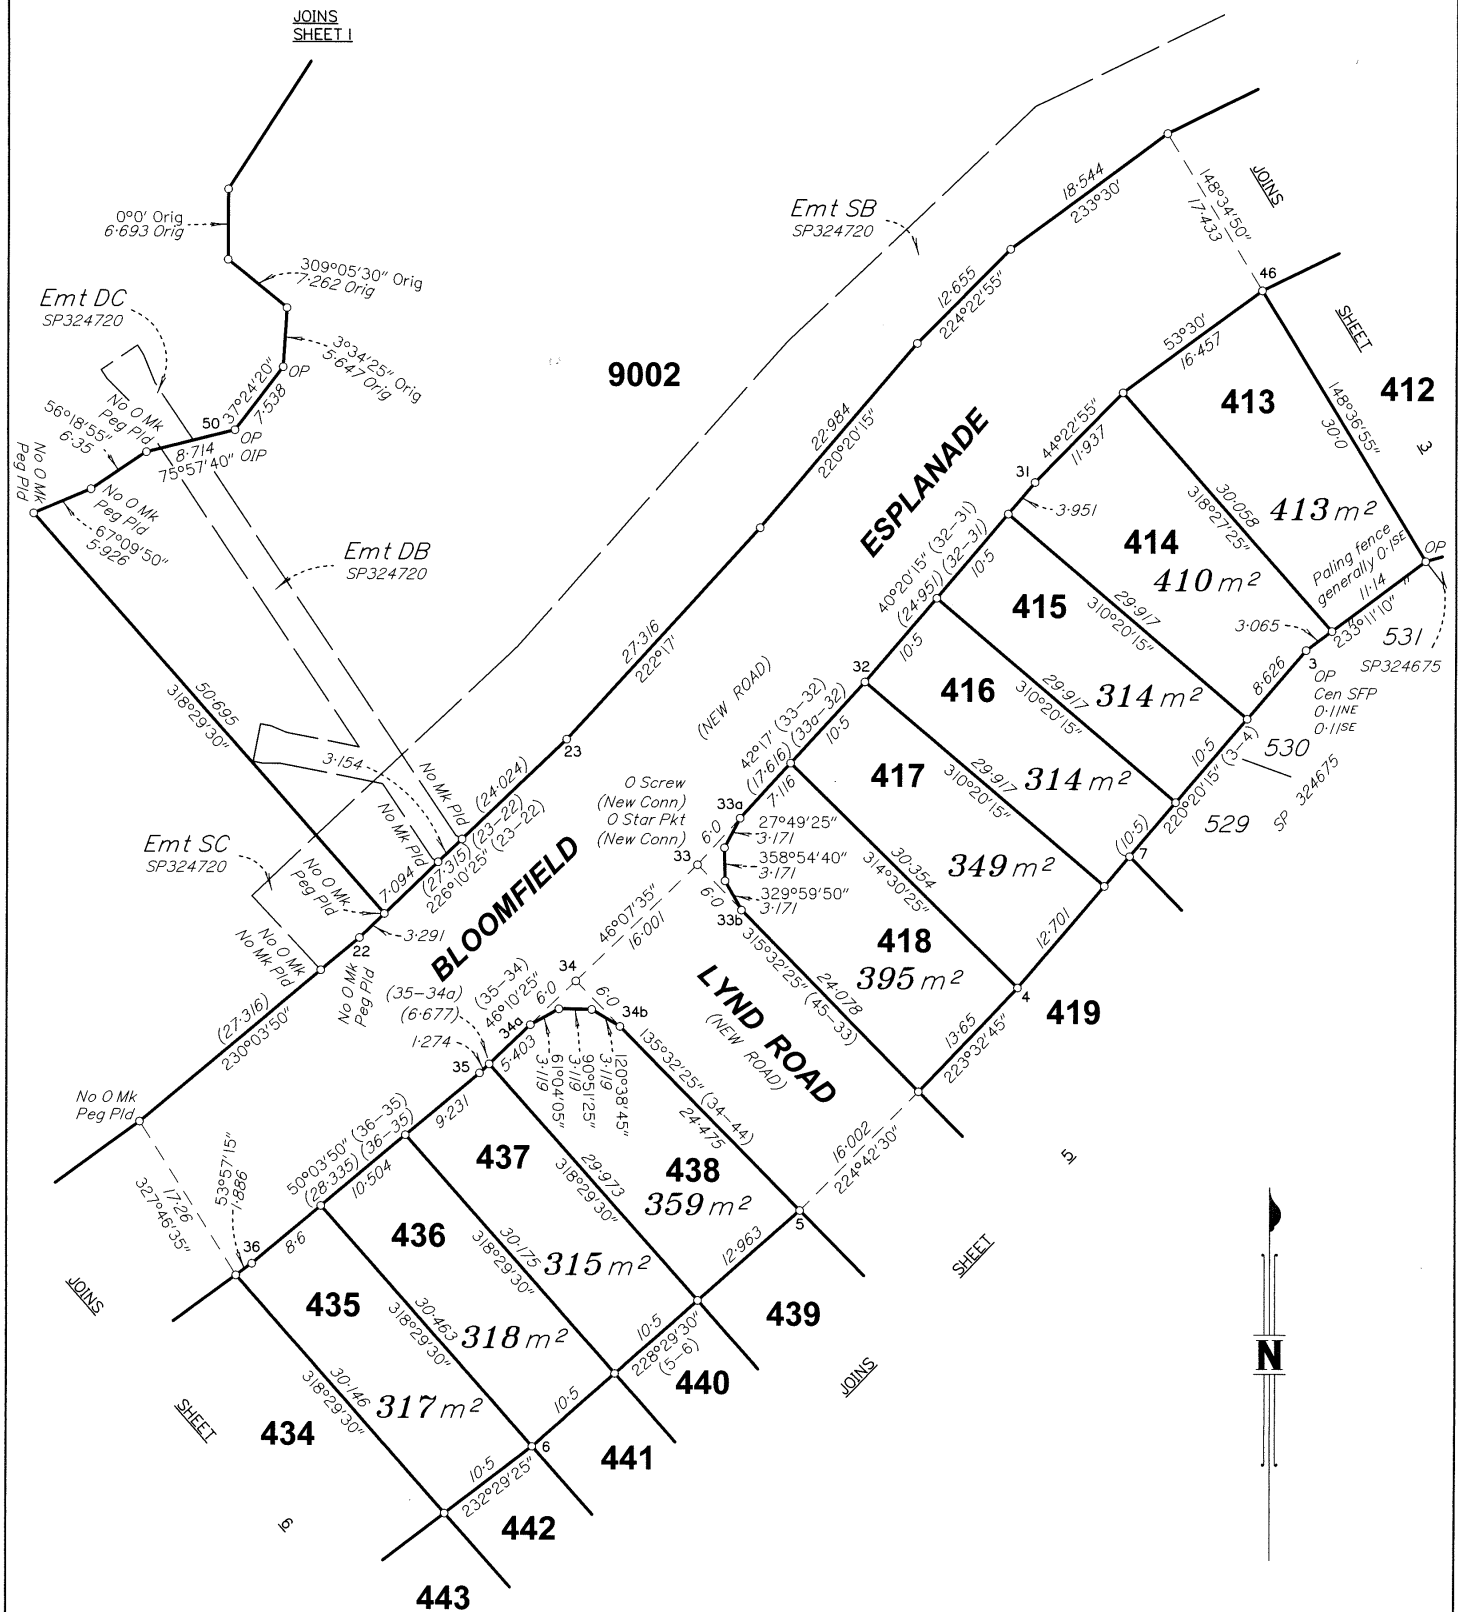 JOINS
SHEET 1
0°0' Orig
6·693 Orig
309°05'30" Orig
7·262 Orig
Emt DC
SP324720
3°34'25" Orig
5·647 Orig
OP
37°24'20"
7·538
50
OP
OIP
8·714
75°57'40"
No O Mk
Peg Pld
56°18'55"
6·35
No O Mk
Peg Pld
No O Mk
Peg Pld
67°09'50"
5·926
Emt DB
SP324720
50·695
318°29'30"
3·154
No Mk Pld
No Mk Pld
Emt SC
SP324720
No O Mk
Peg Pld
7·094
(27·315) (23-22)
226°10'25" (23-22)
(24·024)
23
3·291
22
No O Mk
Peg Pld
No O Mk
No Mk Pld
(27·316)
230°03'50"
No O Mk
Peg Pld
17·26
327°46'35"
Emt SB
SP324720
9002
18·544
233°30'
12·655
224°22'55"
22·984
220°20'15"
27·316
222°17'
148°34'50"
17·433
JOINS
SHEET
3
46
412
ESPLANADE
BLOOMFIELD
(NEW ROAD)
53°30'
16·457
44°22'55"
11·937
31
3·951
40°20'15" (32-31)
(24·951) (32-31)
10·5
10·5
32
42°17' (33-32)
(17·616) (33a-32)
10·5
7·116
413
413 m²
148°36'55"
30·0
30·058
318°27'25"
414
410 m²
Paling fence
generally 0·1SE
11·14
233°11'10"
OP
3·065
531
SP324675
3
OP
Cen SFP
0·11NE
0·11SE
8·626
415
314 m²
29·917
310°20'15"
10·5
220°20'15" (3-4)
530
529
SP 324675
416
314 m²
29·917
310°20'15"
(10·5)
7
417
349 m²
29·917
310°20'15"
12·701
418
395 m²
30·354
314°30'25"
4
419
13·65
223°32'45"
O Screw
(New Conn)
O Star Pkt
(New Conn)
33a
6·0
33
6·0
33b
27°49'25"
3·171
358°54'40"
3·171
329°59'50"
3·171
315°32'25" (45-33)
24·078
46°07'35"
16·001
LYND ROAD
(NEW ROAD)
34
6·0
6·0
34a
34b
(35-34)
46°10'25"
(35-34a)
(6·677)
1·274
35
5·403
61°04'05"
3·119
90°51'25"
3·119
120°38'45"
3·119
135°32'25" (34-44)
24·475
16·002
224°42'30"
5
SHEET
JOINS
5
50°03'50" (36-35)
(28·335) (36-35)
9·231
10·504
8·6
36
53°57'15"
1·886
437
315 m²
29·973
318°29'30"
438
359 m²
12·963
436
318 m²
30·175
318°29'30"
10·5
228°29'30"
(5-6)
439
440
435
317 m²
30·463
318°29'30"
10·5
6
441
30·146
318°29'30"
434
10·5
232°29'25"
442
443
JOINS
SHEET
6
N